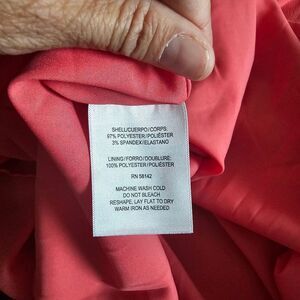 SHELL/CUERPO/CORPS:
97% POLYESTER/POLIÉSTER
3% SPANDEX/ELASTANO
LINING/FORRO/DOUBLURE:
100% POLYESTER/POLIÉSTER
RN 58142
MACHINE WASH COLD
DO NOT BLEACH
RESHAPE, LAY FLAT TO DRY
WARM IRON AS NEEDED